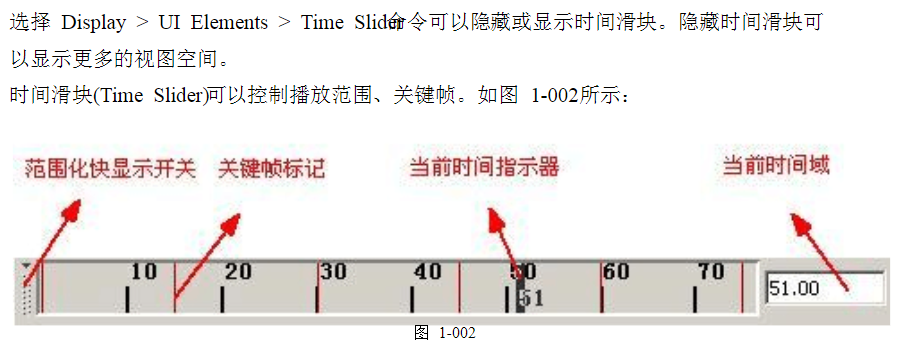 选择 Display > UI Elements > Time Slider命令可以隐藏或显示时间滑块。隐藏时间滑块可
以显示更多的视图空间。
时间滑块(Time Slider)可以控制播放范围、关键帧。如图 1-002所示：
范围化快显示开关 关键帧标记 当前时间指示器 当前时间域
10 20 30 40 50 60 70
51 51.00
图 1-002